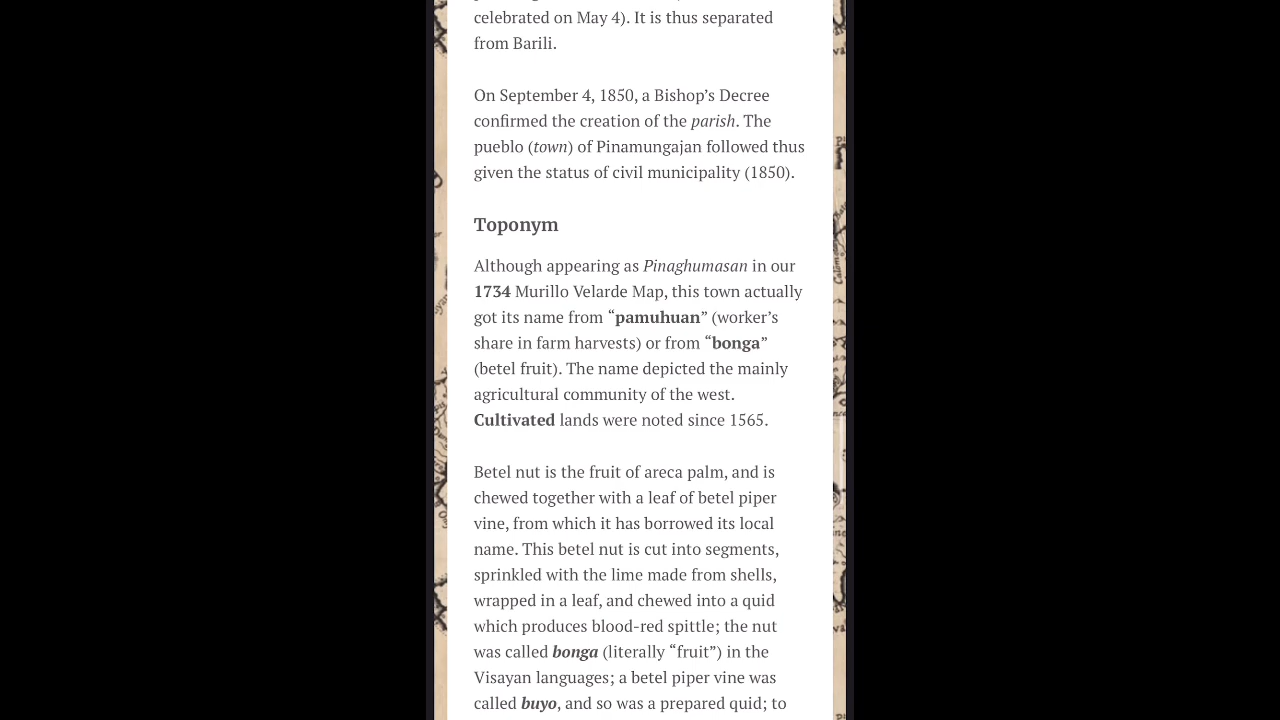 celebrated on May 4). It is thus separated
from Barili.
On September 4, 1850, a Bishop’s Decree
confirmed the creation of the parish. The
pueblo (town) of Pinamungajan followed thus
given the status of civil municipality (1850).
Toponym
Although appearing as Pinaghumasan in our
1734 Murillo Velarde Map, this town actually
got its name from “pamuhuan” (worker’s
share in farm harvests) or from “bonga”
(betel fruit). The name depicted the mainly
agricultural community of the west.
Cultivated lands were noted since 1565.
Betel nut is the fruit of areca palm, and is
chewed together with a leaf of betel piper
vine, from which it has borrowed its local
name. This betel nut is cut into segments,
sprinkled with the lime made from shells,
wrapped in a leaf, and chewed into a quid
which produces blood-red spittle; the nut
was called bonga (literally “fruit”) in the
Visayan languages; a betel piper vine was
called buyo, and so was a prepared quid; to